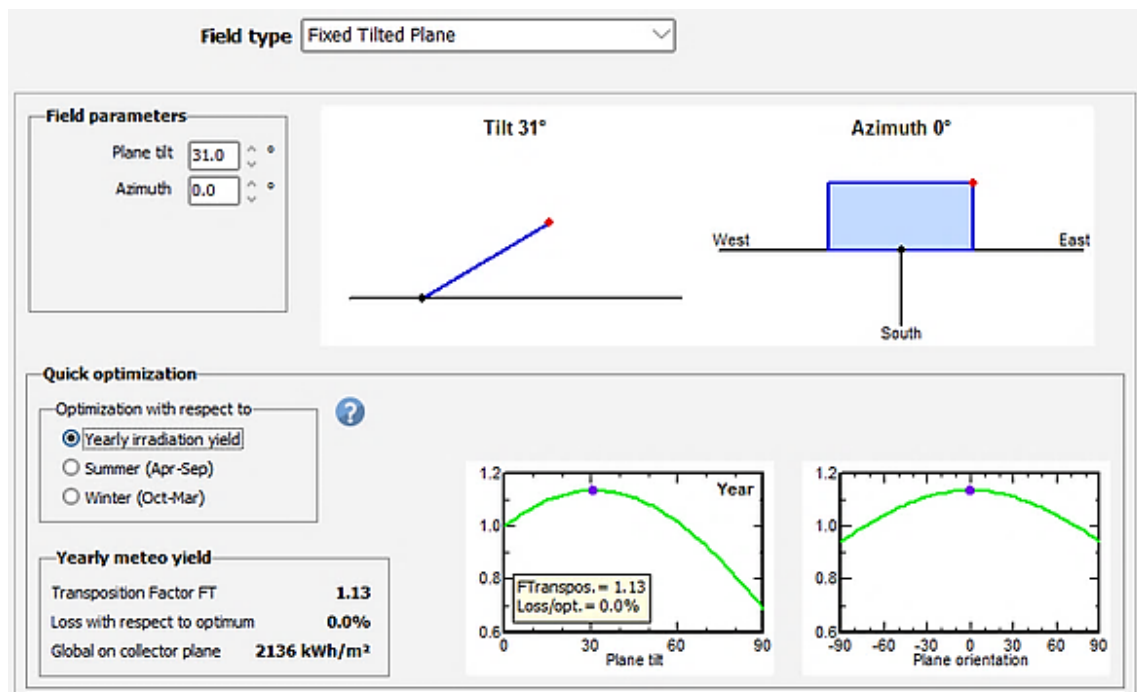 Field type Fixed Tilted Plane
Field parameters
Plane tilt 31.0 °
Azimuth 0.0 °
Tilt 31°
Azimuth 0°
West
East
South
Quick optimization
Optimization with respect to
Yearly irradiation yield
Summer (Apr-Sep)
Winter (Oct-Mar)
?
Yearly meteo yield
Transposition Factor FT 1.13
Loss with respect to optimum 0.0%
Global on collector plane 2136 kWh/m²
1.2
Year
1.0
0.8
FTranspos.= 1.13
Loss/opt.= 0.0%
0.6
0 30 60 90
Plane tilt
1.2
1.0
0.8
0.6
-90 -60 -30 0 30 60 90
Plane orientation